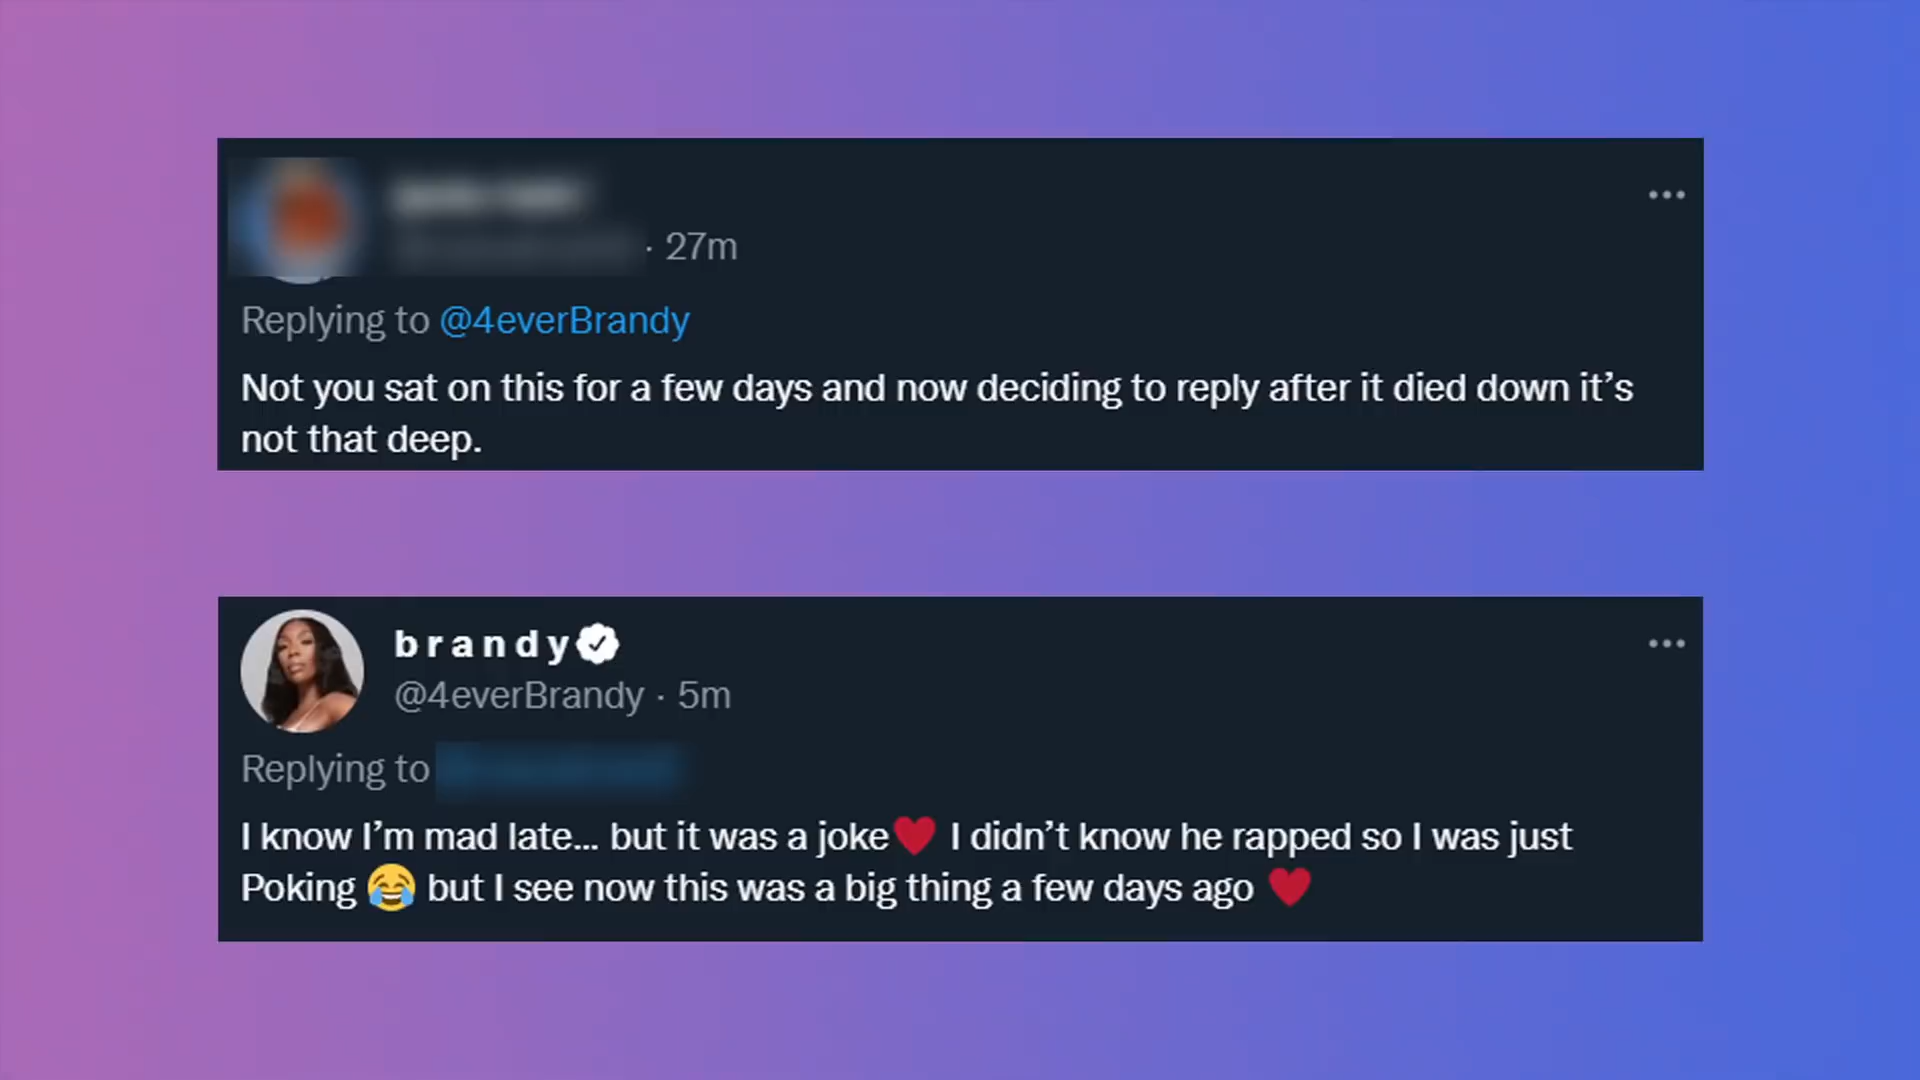 · 27m
Replying to @4everBrandy
Not you sat on this for a few days and now deciding to reply after it died down it’s
not that deep.
brandy
@4everBrandy · 5m
Replying to
I know I’m mad late... but it was a joke❤️ I didn’t know he rapped so I was just
Poking 😂 but I see now this was a big thing a few days ago ❤️